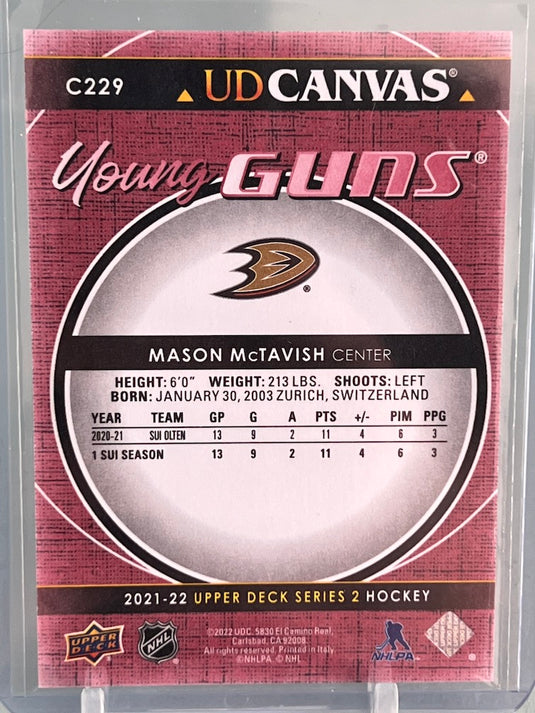 C229
UD CANVAS®
Young GUNS®
®
MASON McTAVISH CENTER
HEIGHT: 6'0" WEIGHT: 213 LBS. SHOOTS: LEFT
BORN: JANUARY 30, 2003 ZURICH, SWITZERLAND
YEAR TEAM GP G A PTS +/- PIM PPG
2020-21 SUI OLTEN 13 9 2 11 4 6 3
1 SUI SEASON 13 9 2 11 4 6 3
2021-22 UPPER DECK SERIES 2 HOCKEY
UPPER DECK
NHL
©2022 UDC. 5830 El Camino Real,
Carlsbad, CA 92008.
All rights reserved. Printed in Italy
©NHLPA. © NHL
NHLPA